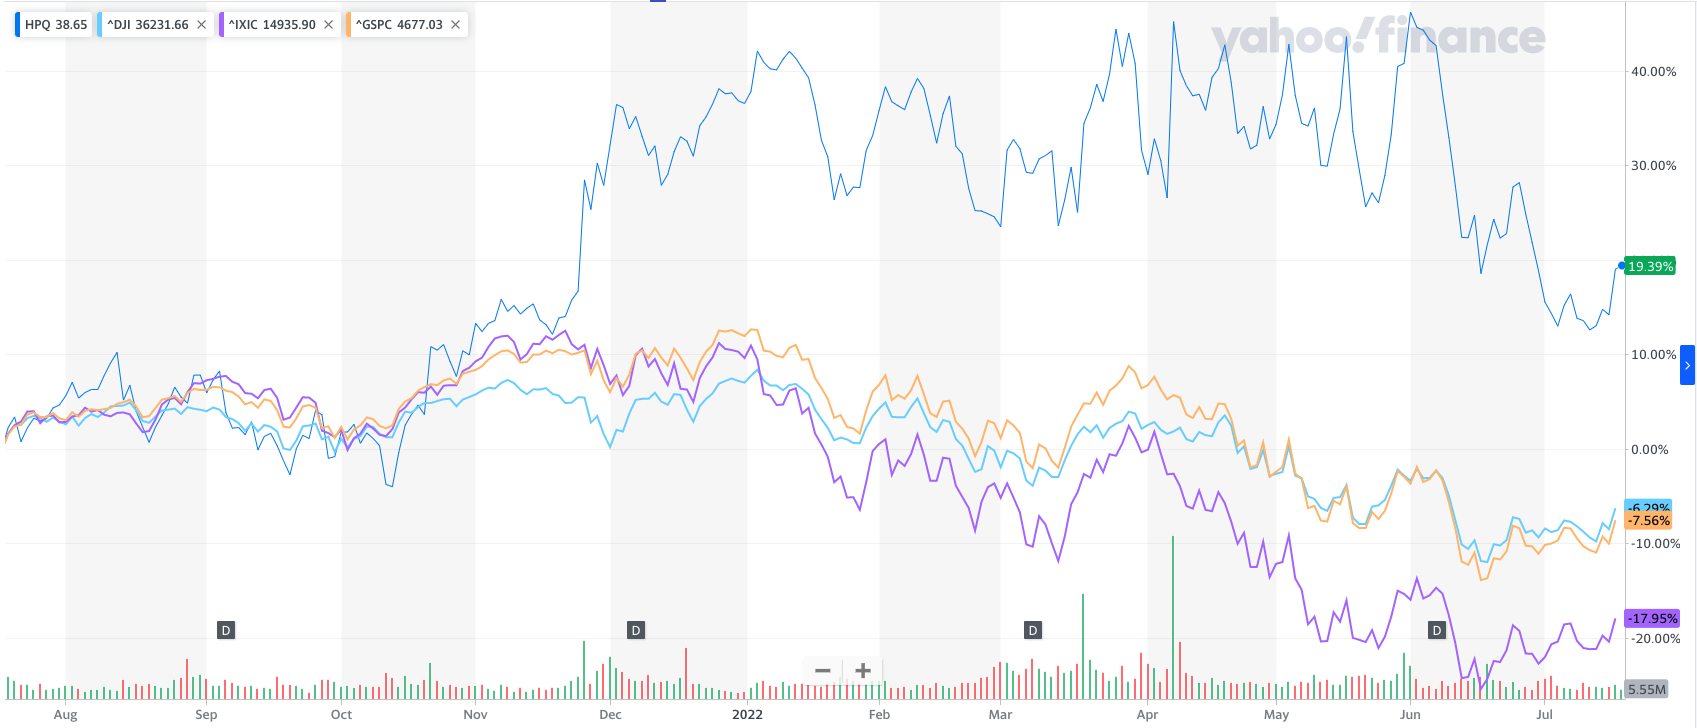 HPQ 38.65 ^DJI 36231.66 ^IXIC 14935.90 ^GSPC 4677.03
yahoo!finance
40.00%
30.00%
19.39%
10.00%
0.00%
-6.29%
-7.56%
-10.00%
-17.95%
-20.00%
D D D D
5.55M
Aug Sep Oct Nov Dec 2022 Feb Mar Apr May Jun Jul